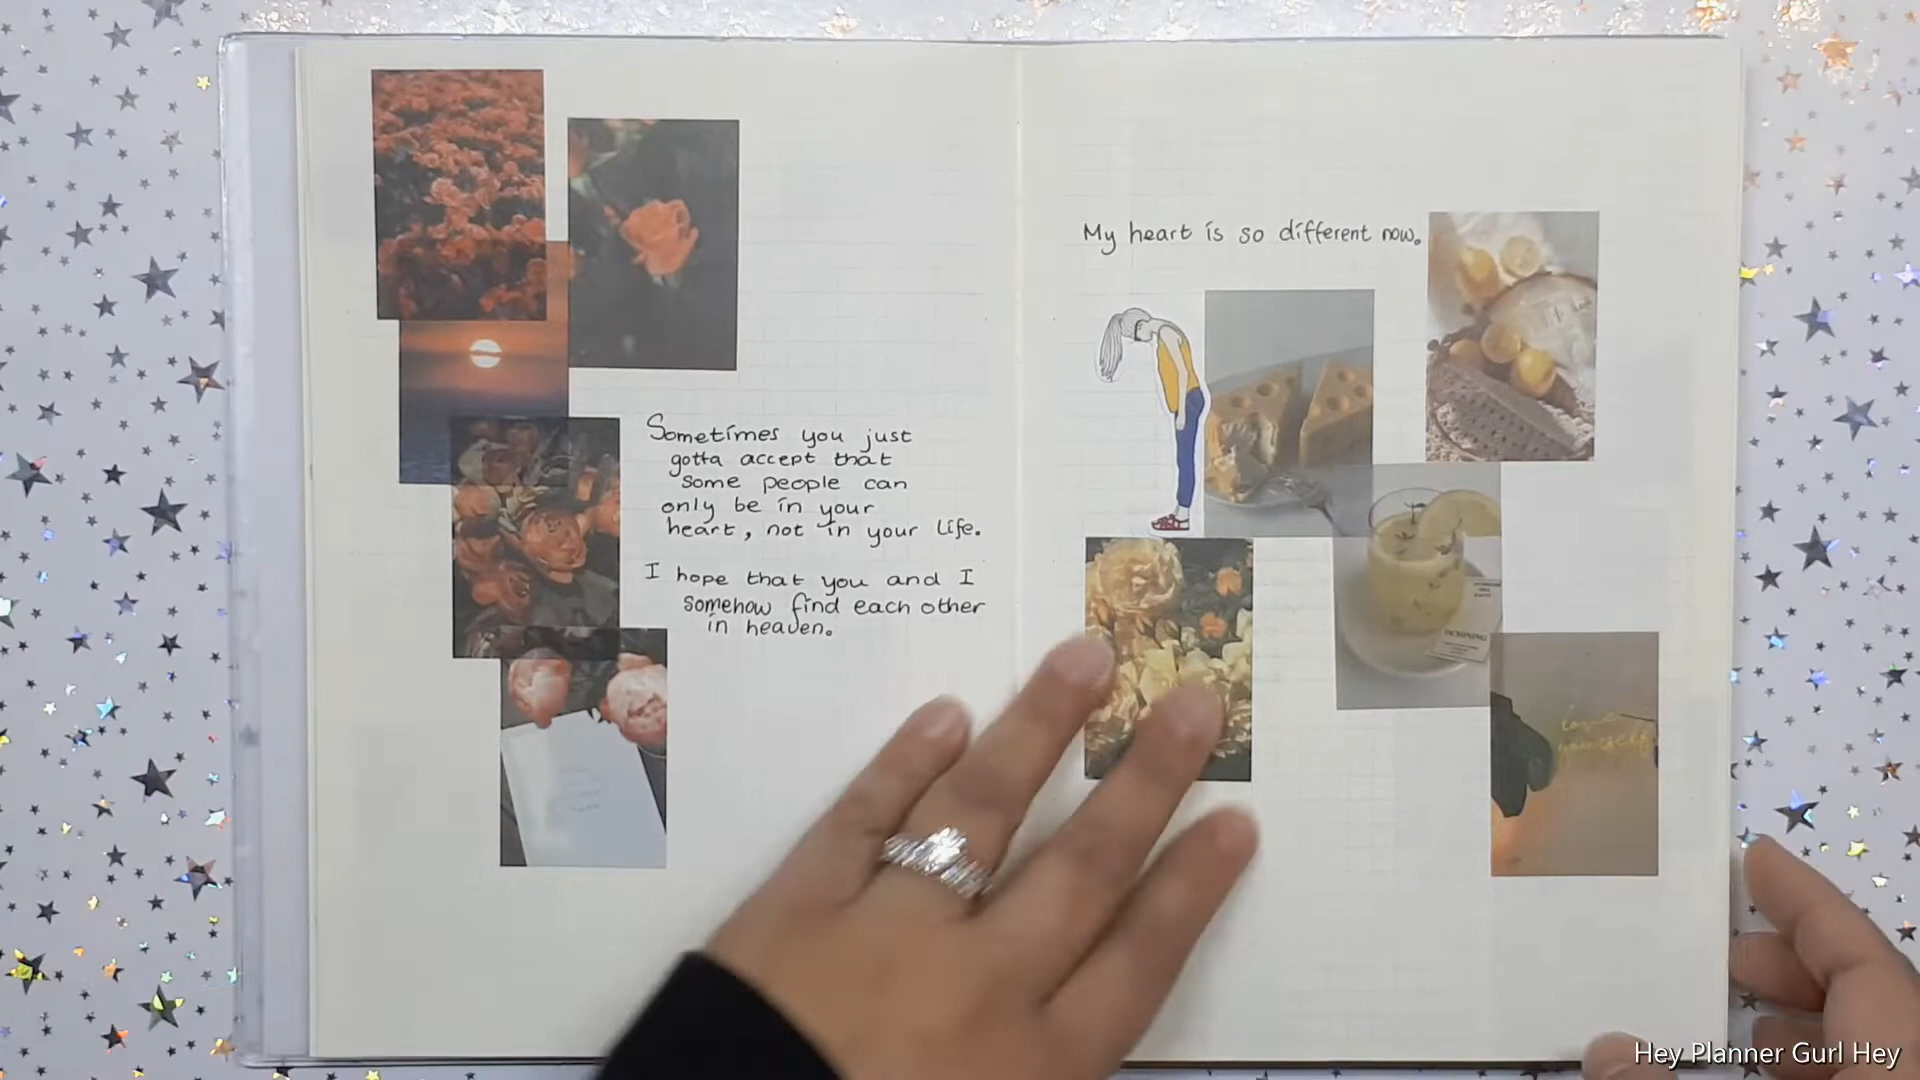 Sometimes you just
gotta accept that
some people can
only be in your
heart, not in your life.
I hope that you and I
somehow find each other
in heaven.
My heart is so different now.
love
yourself
Hey Planner Gurl Hey